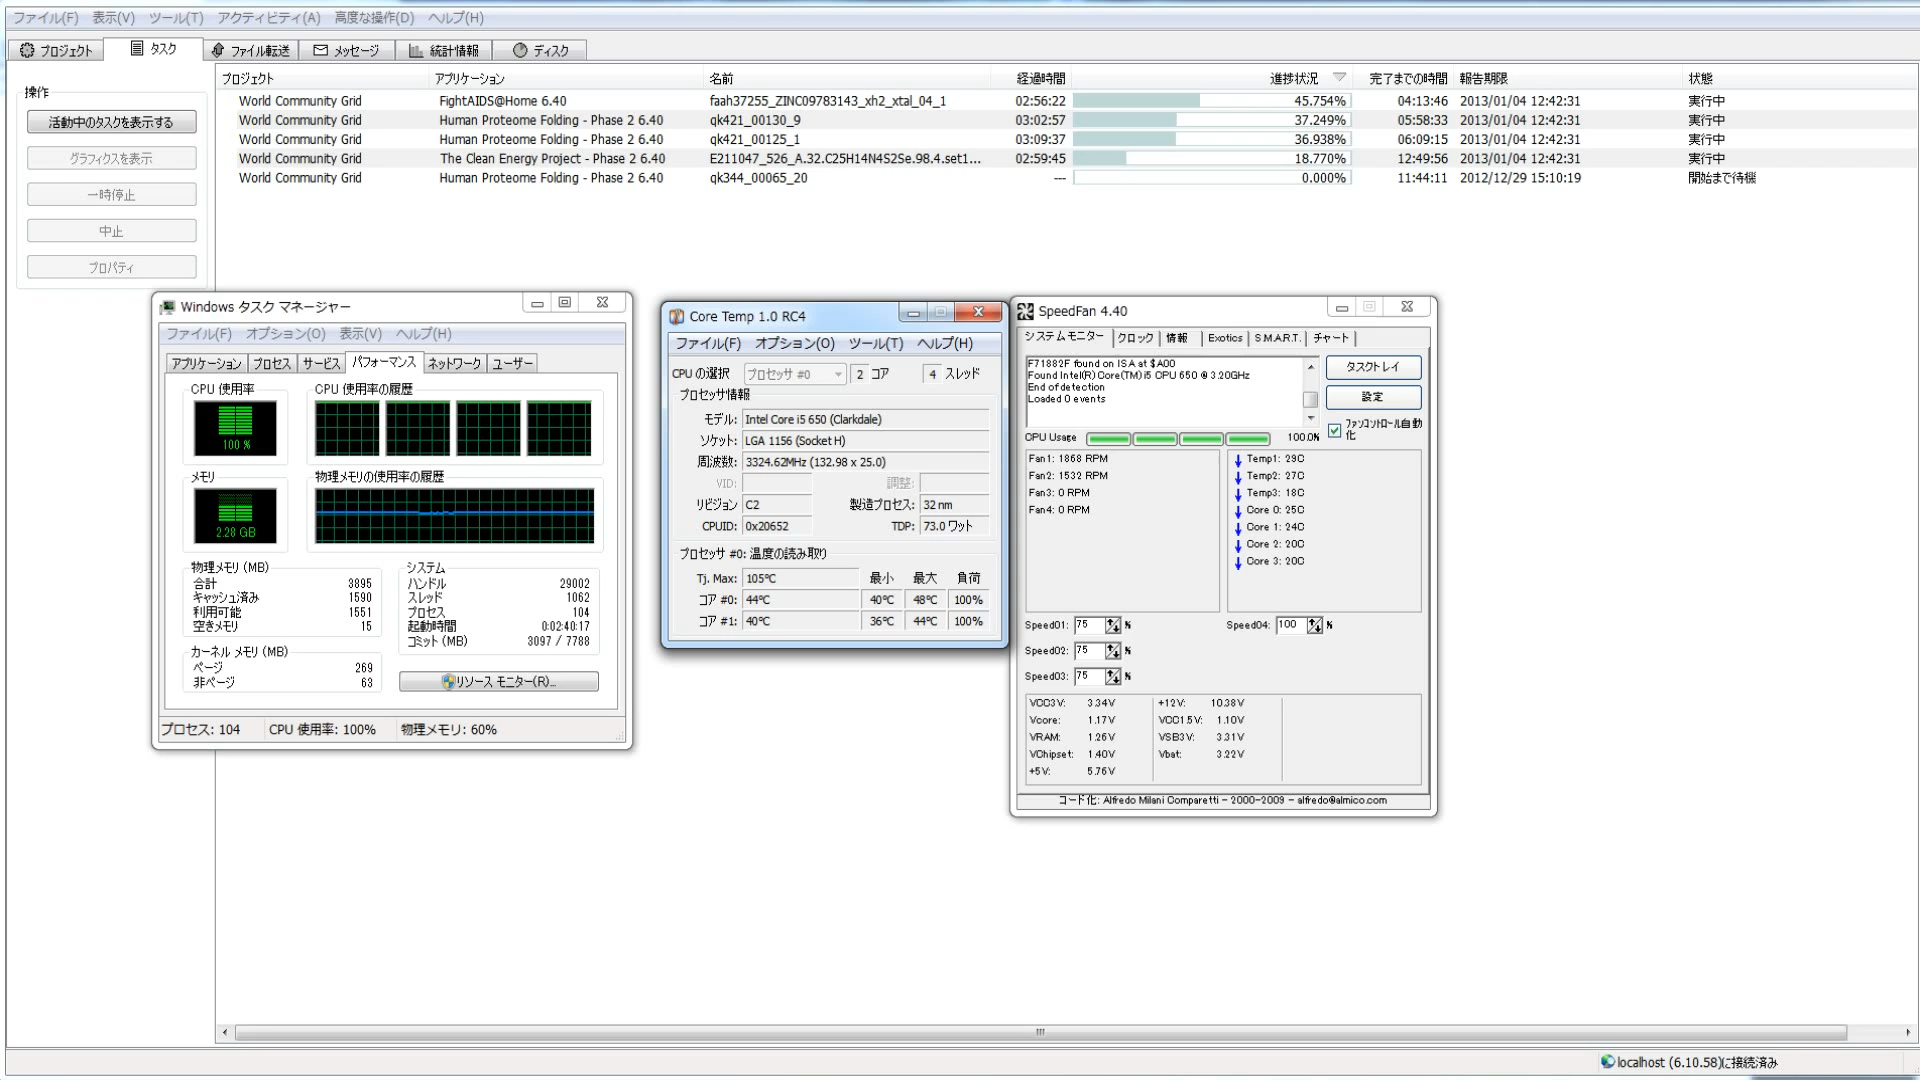 ファイル(F) 表示(V) ツール(T) アクティビティ(A) 高度な操作(D) ヘルプ(H)
プロジェクト タスク ファイル転送 メッセージ 統計情報 ディスク
操作
活動中のタスクを表示する
グラフィクスを表示
一時停止
中止
プロパティ
プロジェクト アプリケーション 名前 経過時間 進捗状況 完了までの時間 報告期限 状態
World Community Grid FightAIDS@Home 6.40 faah37255_ZINC09783143_xh2_xtal_04_1 02:56:22 45.754% 04:13:46 2013/01/04 12:42:31 実行中
World Community Grid Human Proteome Folding - Phase 2 6.40 qk421_00130_9 03:02:57 37.249% 05:58:33 2013/01/04 12:42:31 実行中
World Community Grid Human Proteome Folding - Phase 2 6.40 qk421_00125_1 03:09:37 36.938% 06:09:15 2013/01/04 12:42:31 実行中
World Community Grid The Clean Energy Project - Phase 2 6.40 E211047_526_A.32.C25H14N4S2Se.98.4.set1... 02:59:45 18.770% 12:49:56 2013/01/04 12:42:31 実行中
World Community Grid Human Proteome Folding - Phase 2 6.40 qk344_00065_20 --- 0.000% 11:44:11 2012/12/29 15:10:19 開始まで待機
Windows タスク マネージャー
ファイル(F) オプション(O) 表示(V) ヘルプ(H)
アプリケーション プロセス サービス パフォーマンス ネットワーク ユーザー
CPU 使用率 CPU 使用率の履歴
100 %
メモリ 物理メモリの使用率の履歴
2.28 GB
物理メモリ (MB)
合計 3895
キャッシュ済み 1590
利用可能 1551
空きメモリ 15
カーネル メモリ (MB)
ページ 269
非ページ 63
システム
ハンドル 29002
スレッド 1062
プロセス 104
起動時間 0:02:40:17
コミット (MB) 3097 / 7788
リソース モニター(R)...
プロセス: 104 CPU 使用率: 100% 物理メモリ: 60%
Core Temp 1.0 RC4
ファイル(F) オプション(O) ツール(T) ヘルプ(H)
CPU の選択 プロセッサ #0 2 コア 4 スレッド
プロセッサ情報
モデル: Intel Core i5 650 (Clarkdale)
ソケット: LGA 1156 (Socket H)
周波数: 3324.62MHz (132.98 x 25.0)
VID: 調整:
リビジョン C2 製造プロセス: 32 nm
CPUID: 0x20652 TDP: 73.0 ワット
プロセッサ #0: 温度の読み取り
Tj. Max: 105℃ 最小 最大 負荷
コア #0: 44℃ 40℃ 48℃ 100%
コア #1: 40℃ 36℃ 44℃ 100%
SpeedFan 4.40
システムモニター クロック 情報 Exotics S.M.A.R.T. チャート
F71882F found on ISA at $A00
Found Intel(R) Core(TM) i5 CPU 650 @ 3.20GHz
End of detection
Loaded 0 events
タスクトレイ
設定
ファンコントロール自動化
CPU Usage 100.0%
Fan1: 1868 RPM
Fan2: 1532 RPM
Fan3: 0 RPM
Fan4: 0 RPM
Temp1: 29C
Temp2: 27C
Temp3: 18C
Core 0: 25C
Core 1: 24C
Core 2: 20C
Core 3: 20C
Speed01: 75 % Speed04: 100 %
Speed02: 75 %
Speed03: 75 %
VCC3V: 3.34V +12V: 10.38V
Vcore: 1.17V VCC1.5V: 1.10V
VRAM: 1.26V VSB3V: 3.31V
VChipset: 1.40V Vbat: 3.22V
+5V: 5.76V
コード化: Alfredo Milani Comparetti - 2000-2009 - alfredo@almico.com
localhost (6.10.58)に接続済み